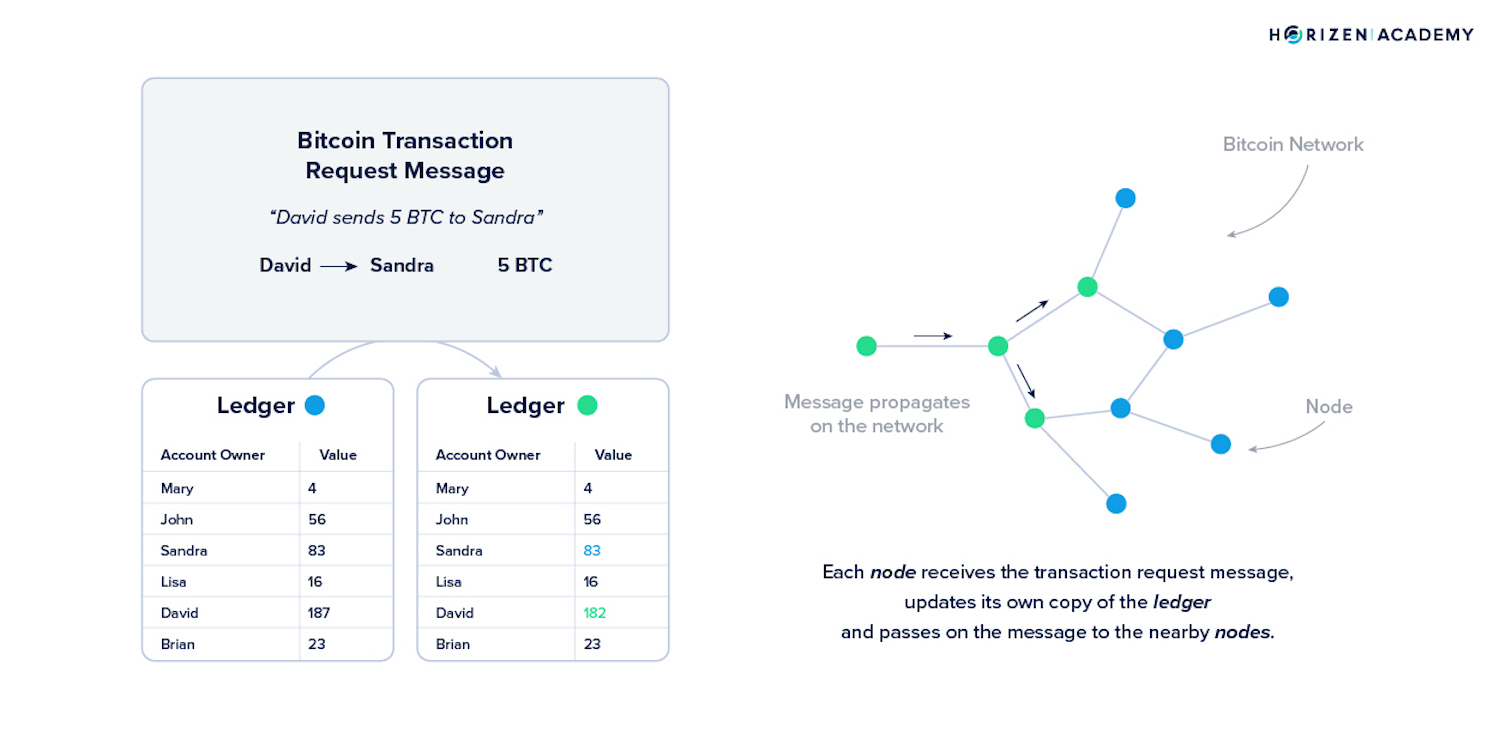 HORIZEN ACADEMY
Bitcoin Transaction
Request Message
“David sends 5 BTC to Sandra”
David Sandra 5 BTC
Ledger
Account Owner Value
Mary 4
John 56
Sandra 83
Lisa 16
David 187
Brian 23
Ledger
Account Owner Value
Mary 4
John 56
Sandra 83
Lisa 16
David 182
Brian 23
Bitcoin Network
Message propagates
on the network
Node
Each node receives the transaction request message,
updates its own copy of the ledger
and passes on the message to the nearby nodes.